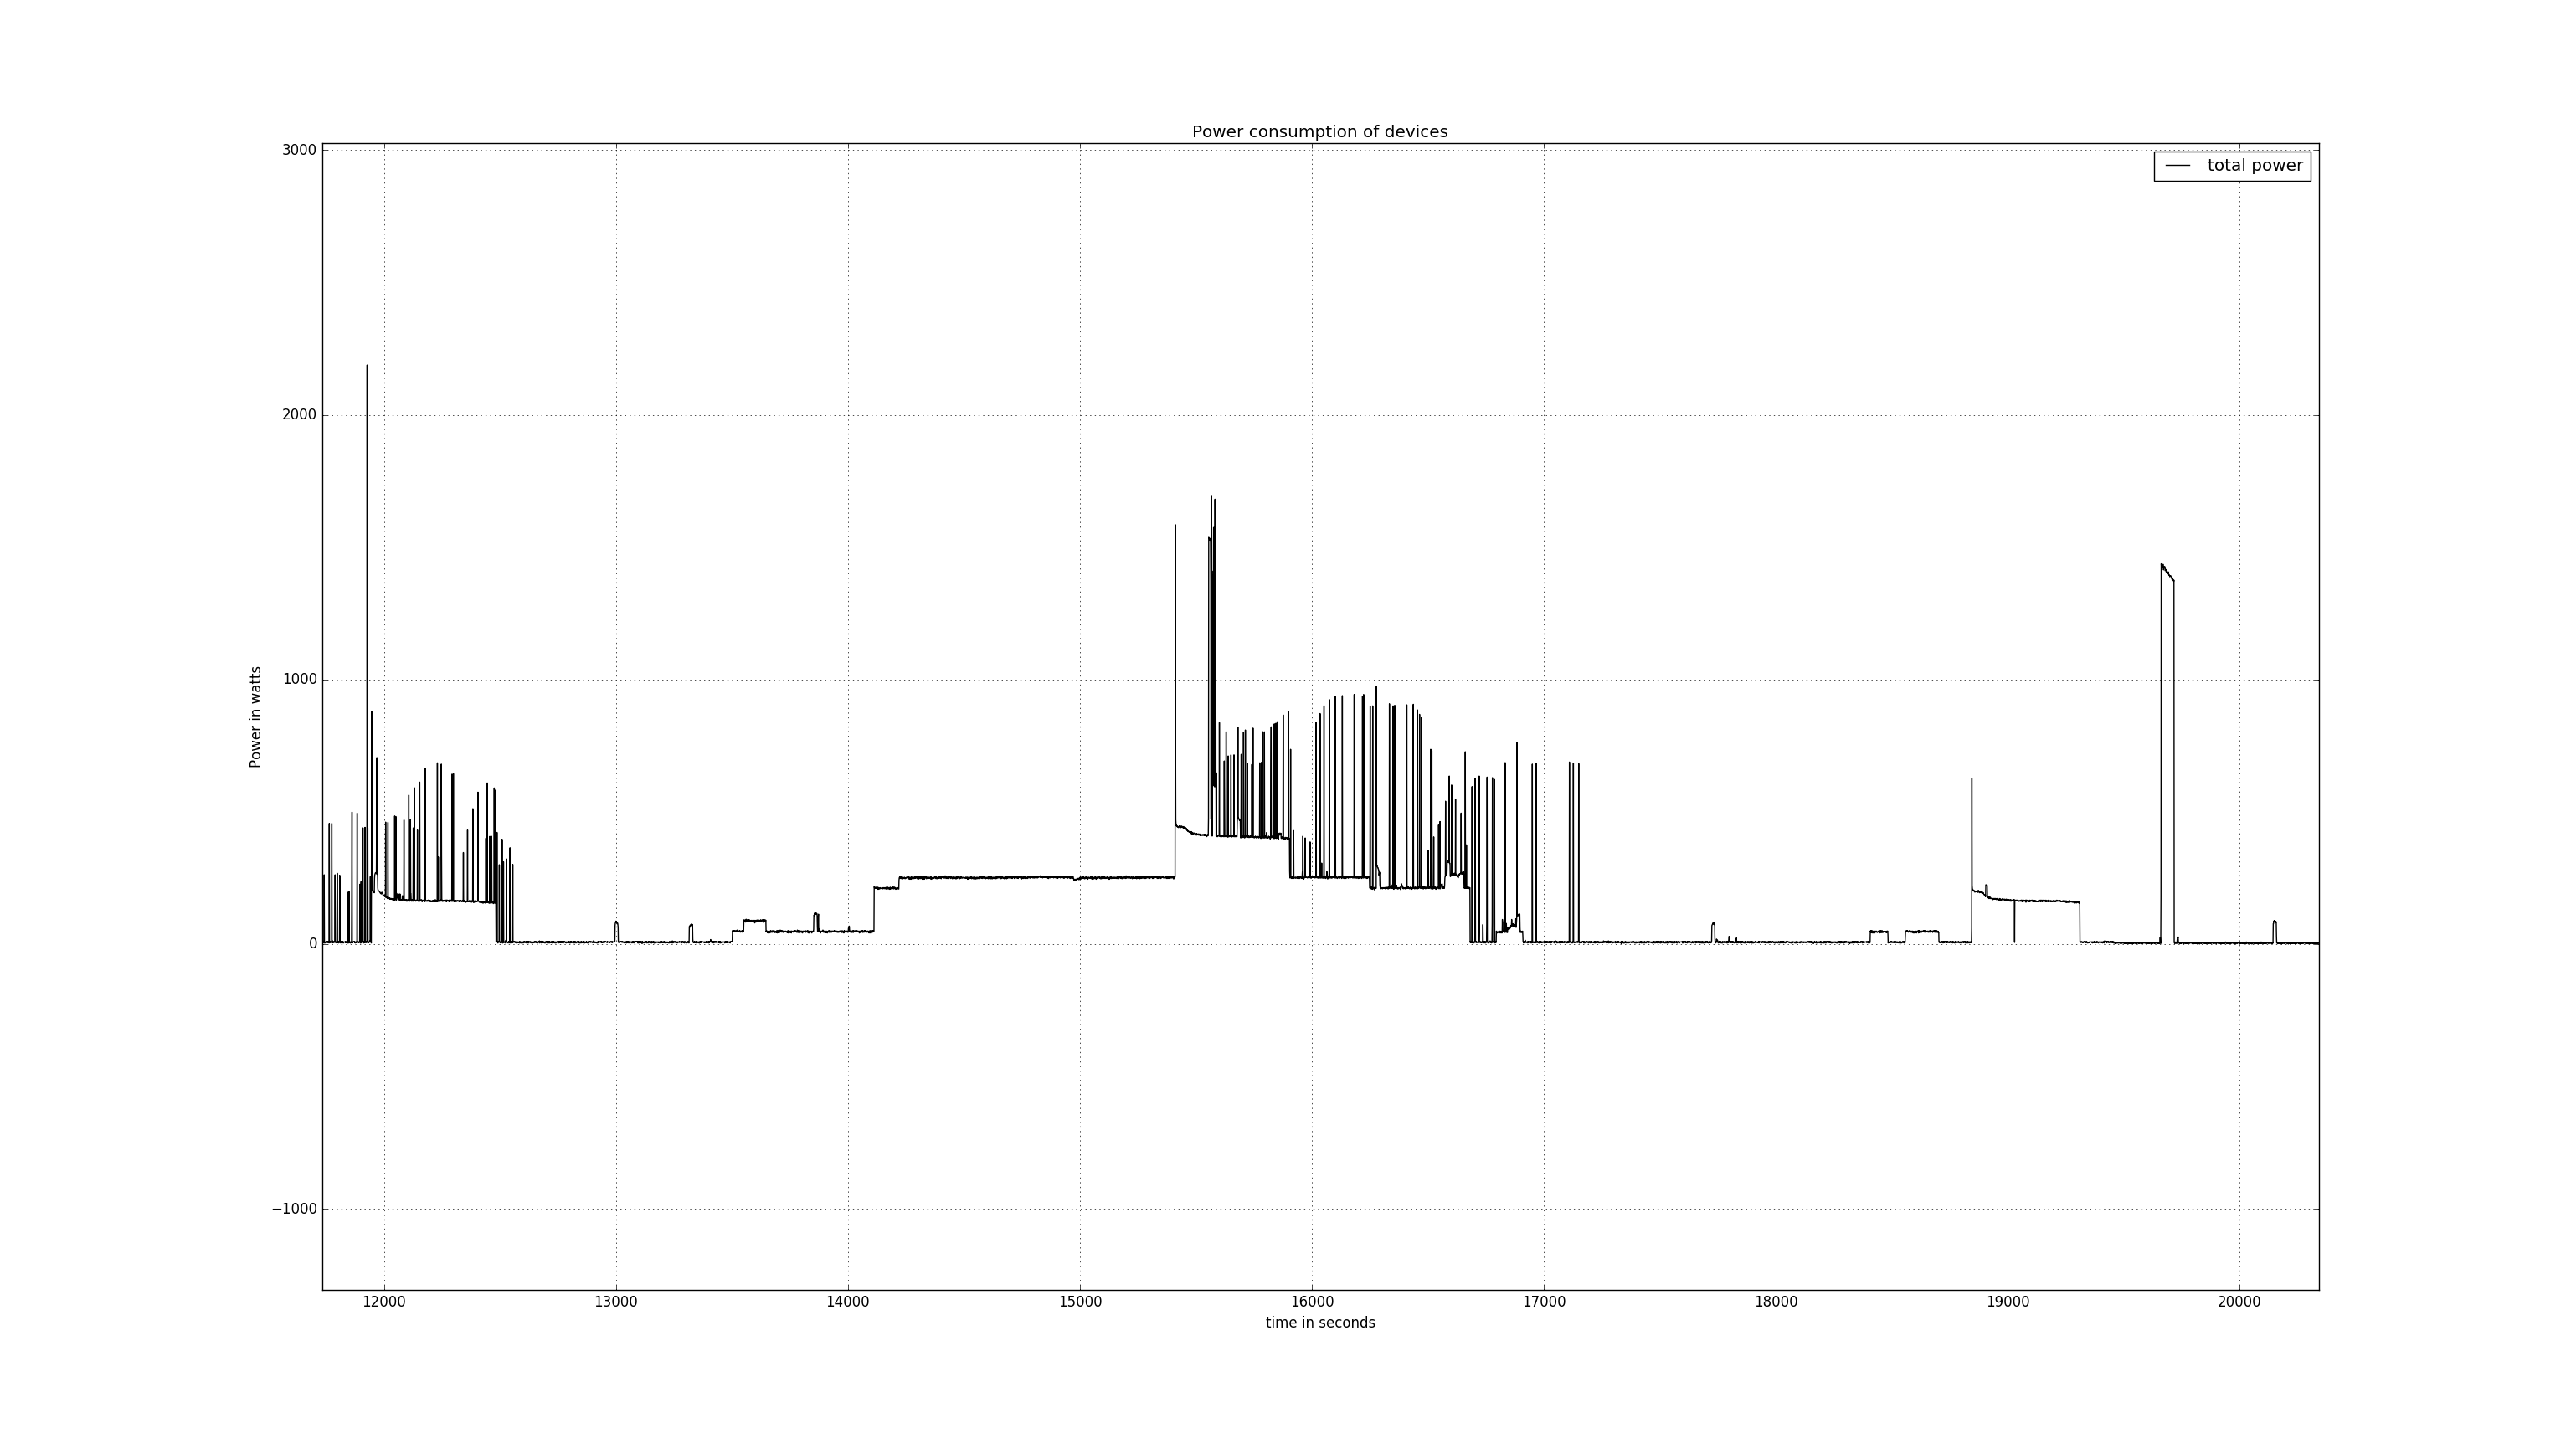 Power consumption of devices
total power
Power in watts
3000
2000
1000
0
−1000
12000 13000 14000 15000 16000 17000 18000 19000 20000
time in seconds